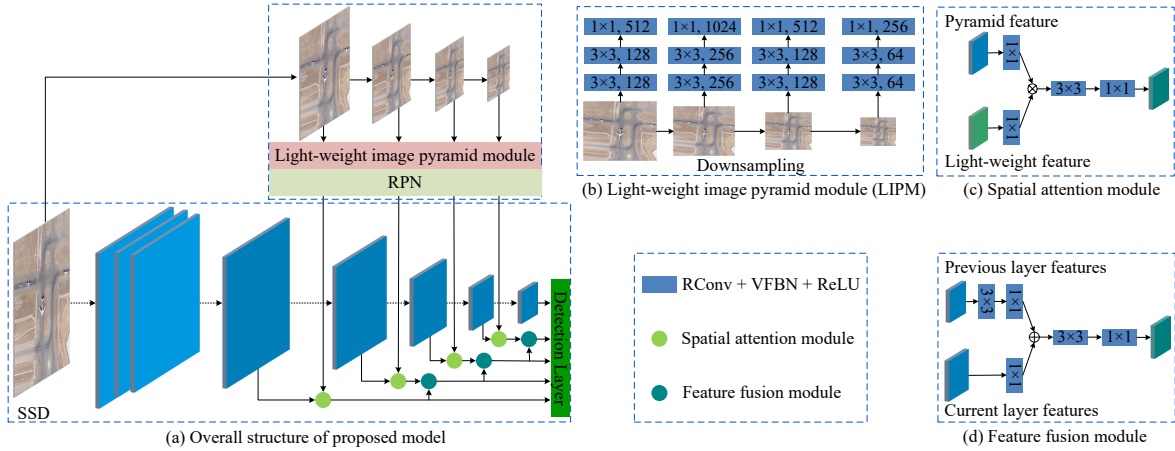 Light-weight image pyramid module
RPN
SSD
Detection Layer
(a) Overall structure of proposed model
1×1, 512
1×1, 1024
1×1, 512
1×1, 256
3×3, 128
3×3, 256
3×3, 128
3×3, 64
3×3, 128
3×3, 256
3×3, 128
3×3, 64
Downsampling
(b) Light-weight image pyramid module (LIPM)
Pyramid feature
1×1
3×3
1×1
1×1
Light-weight feature
(c) Spatial attention module
RConv + VFBN + ReLU
Spatial attention module
Feature fusion module
Previous layer features
3×3
1×1
3×3
1×1
1×1
Current layer features
(d) Feature fusion module